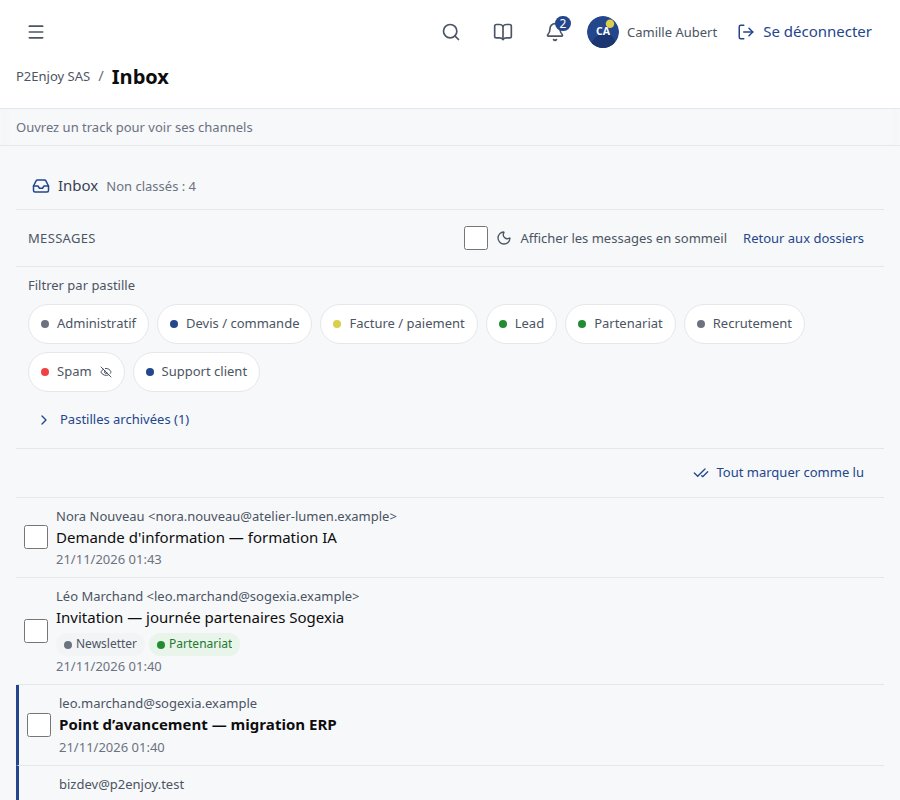 2
CA
Camille Aubert
Se déconnecter
P2Enjoy SAS / Inbox
Ouvrez un track pour voir ses channels
Inbox Non classés : 4
MESSAGES
Afficher les messages en sommeil
Retour aux dossiers
Filtrer par pastille
Administratif
Devis / commande
Facture / paiement
Lead
Partenariat
Recrutement
Spam
Support client
Pastilles archivées (1)
Tout marquer comme lu
Nora Nouveau <nora.nouveau@atelier-lumen.example>
Demande d'information — formation IA
21/11/2026 01:43
Léo Marchand <leo.marchand@sogexia.example>
Invitation — journée partenaires Sogexia
Newsletter
Partenariat
21/11/2026 01:40
leo.marchand@sogexia.example
Point d’avancement — migration ERP
21/11/2026 01:40
bizdev@p2enjoy.test